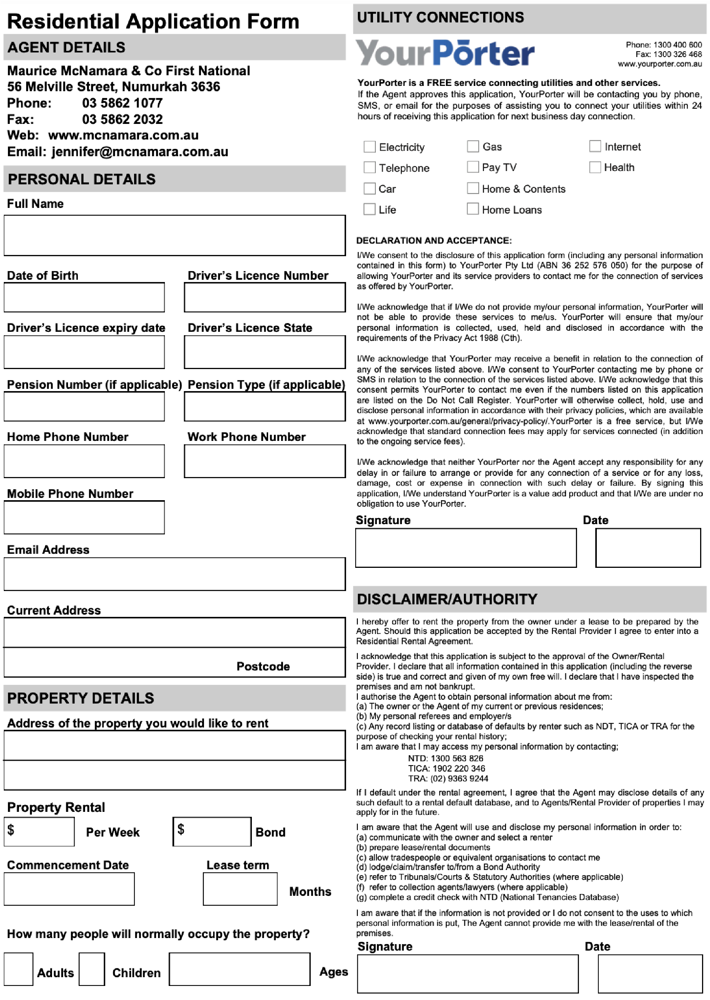 Residential Application Form
AGENT DETAILS
Maurice McNamara & Co First National
56 Melville Street, Numurkah 3636
Phone: 03 5862 1077
Fax: 03 5862 2032
Web: www.mcnamara.com.au
Email: jennifer@mcnamara.com.au
PERSONAL DETAILS
Full Name
Date of Birth Driver's Licence Number
Driver's Licence expiry date Driver's Licence State
Pension Number (if applicable) Pension Type (if applicable)
Home Phone Number Work Phone Number
Mobile Phone Number
Email Address
Current Address
Postcode
PROPERTY DETAILS
Address of the property you would like to rent
Property Rental
$ Per Week $ Bond
Commencement Date Lease term
Months
How many people will normally occupy the property?
Adults Children Ages
UTILITY CONNECTIONS
YourPōrter
Phone: 1300 400 600
Fax: 1300 326 468
www.yourporter.com.au
YourPorter is a FREE service connecting utilities and other services.
If the Agent approves this application, YourPorter will be contacting you by phone,
SMS, or email for the purposes of assisting you to connect your utilities within 24
hours of receiving this application for next business day connection.
Electricity Gas Internet
Telephone Pay TV Health
Car Home & Contents
Life Home Loans
DECLARATION AND ACCEPTANCE:
I/We consent to the disclosure of this application form (including any personal information
contained in this form) to YourPorter Pty Ltd (ABN 36 252 576 050) for the purpose of
allowing YourPorter and its service providers to contact me for the connection of services
as offered by YourPorter.
I/We acknowledge that if I/We do not provide my/our personal information, YourPorter will
not be able to provide these services to me/us. YourPorter will ensure that my/our
personal information is collected, used, held and disclosed in accordance with the
requirements of the Privacy Act 1988 (Cth).
I/We acknowledge that YourPorter may receive a benefit in relation to the connection of
any of the services listed above. I/We consent to YourPorter contacting me by phone or
SMS in relation to the connection of the services listed above. I/We acknowledge that this
consent permits YourPorter to contact me even if the numbers listed on this application
are listed on the Do Not Call Register. YourPorter will otherwise collect, hold, use and
disclose personal information in accordance with their privacy policies, which are available
at www.yourporter.com.au/general/privacy-policy/.YourPorter is a free service, but I/We
acknowledge that standard connection fees may apply for services connected (in addition
to the ongoing service fees).
I/We acknowledge that neither YourPorter nor the Agent accept any responsibility for any
delay in or failure to arrange or provide for any connection of a service or for any loss,
damage, cost or expense in connection with such delay or failure. By signing this
application, I/We understand YourPorter is a value add product and that I/We are under no
obligation to use YourPorter.
Signature Date
DISCLAIMER/AUTHORITY
I hereby offer to rent the property from the owner under a lease to be prepared by the
Agent. Should this application be accepted by the Rental Provider I agree to enter into a
Residential Rental Agreement.
I acknowledge that this application is subject to the approval of the Owner/Rental
Provider. I declare that all information contained in this application (including the reverse
side) is true and correct and given of my own free will. I declare that I have inspected the
premises and am not bankrupt.
I authorise the Agent to obtain personal information about me from:
(a) The owner or the Agent of my current or previous residences;
(b) My personal referees and employer/s
(c) Any record listing or database of defaults by renter such as NDT, TICA or TRA for the
purpose of checking your rental history;
I am aware that I may access my personal information by contacting;
NTD: 1300 563 826
TICA: 1902 220 346
TRA: (02) 9363 9244
If I default under the rental agreement, I agree that the Agent may disclose details of any
such default to a rental default database, and to Agents/Rental Provider of properties I may
apply for in the future.
I am aware that the Agent will use and disclose my personal information in order to:
(a) communicate with the owner and select a renter
(b) prepare lease/rental documents
(c) allow tradespeople or equivalent organisations to contact me
(d) lodge/claim/transfer to/from a Bond Authority
(e) refer to Tribunals/Courts & Statutory Authorities (where applicable)
(f) refer to collection agents/lawyers (where applicable)
(g) complete a credit check with NTD (National Tenancies Database)
I am aware that if the information is not provided or I do not consent to the uses to which
personal information is put, The Agent cannot provide me with the lease/rental of the
premises.
Signature Date